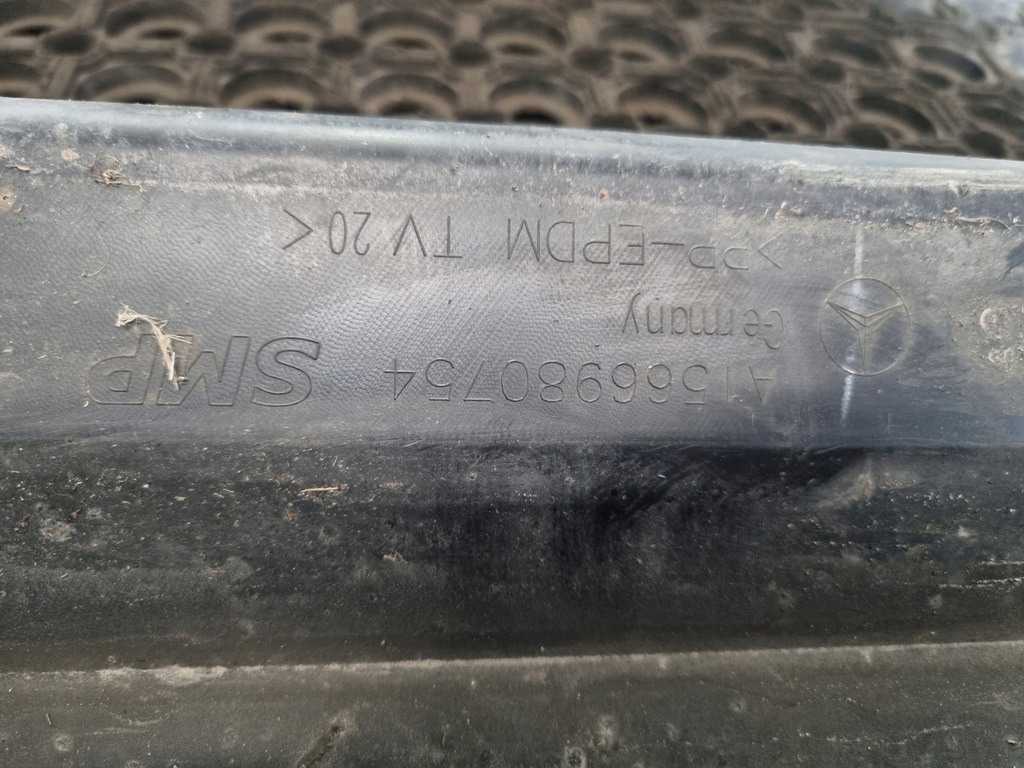 A1566980754 SMP
Germany
>PP-EPDM TV 20<